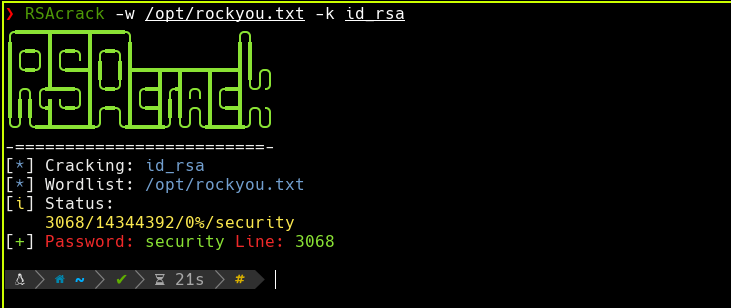 ❯ RSAcrack -w /opt/rockyou.txt -k id_rsa
RSAcrack
-=========================-
[*] Cracking: id_rsa
[*] Wordlist: /opt/rockyou.txt
[i] Status:
3068/14344392/0%/security
[+] Password: security Line: 3068
~ ✔ 21s #